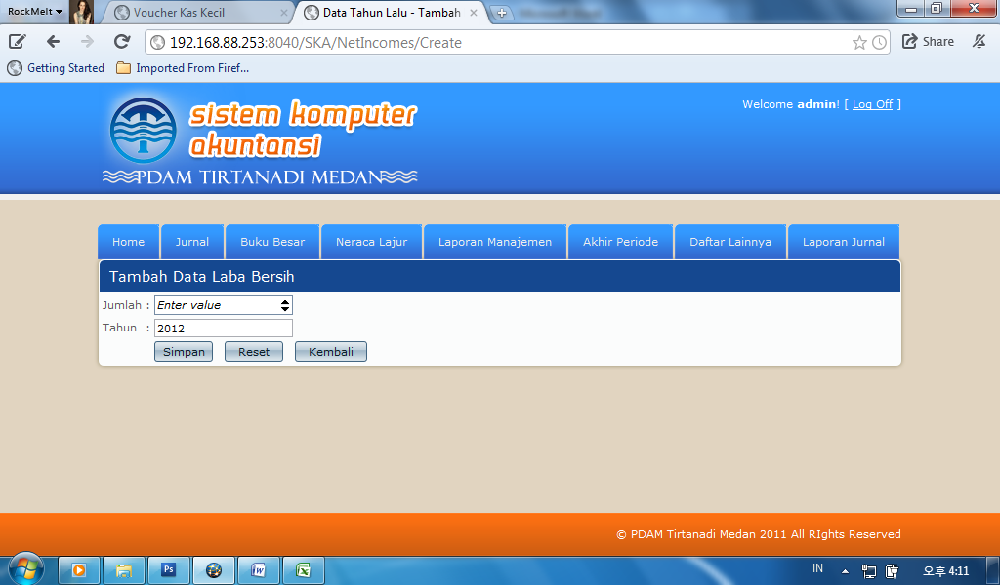 RockMelt
Voucher Kas Kecil
Data Tahun Lalu - Tambah
192.168.88.253:8040/SKA/NetIncomes/Create
Share
Getting Started
Imported From Firef...
sistem komputer
akuntansi
PDAM TIRTANADI MEDAN
Welcome admin! [ Log Off ]
Home
Jurnal
Buku Besar
Neraca Lajur
Laporan Manajemen
Akhir Periode
Daftar Lainnya
Laporan Jurnal
Tambah Data Laba Bersih
Jumlah : Enter value
Tahun : 2012
Simpan
Reset
Kembali
© PDAM Tirtanadi Medan 2011 All RIghts Reserved
Ps
IN
오후 4:11